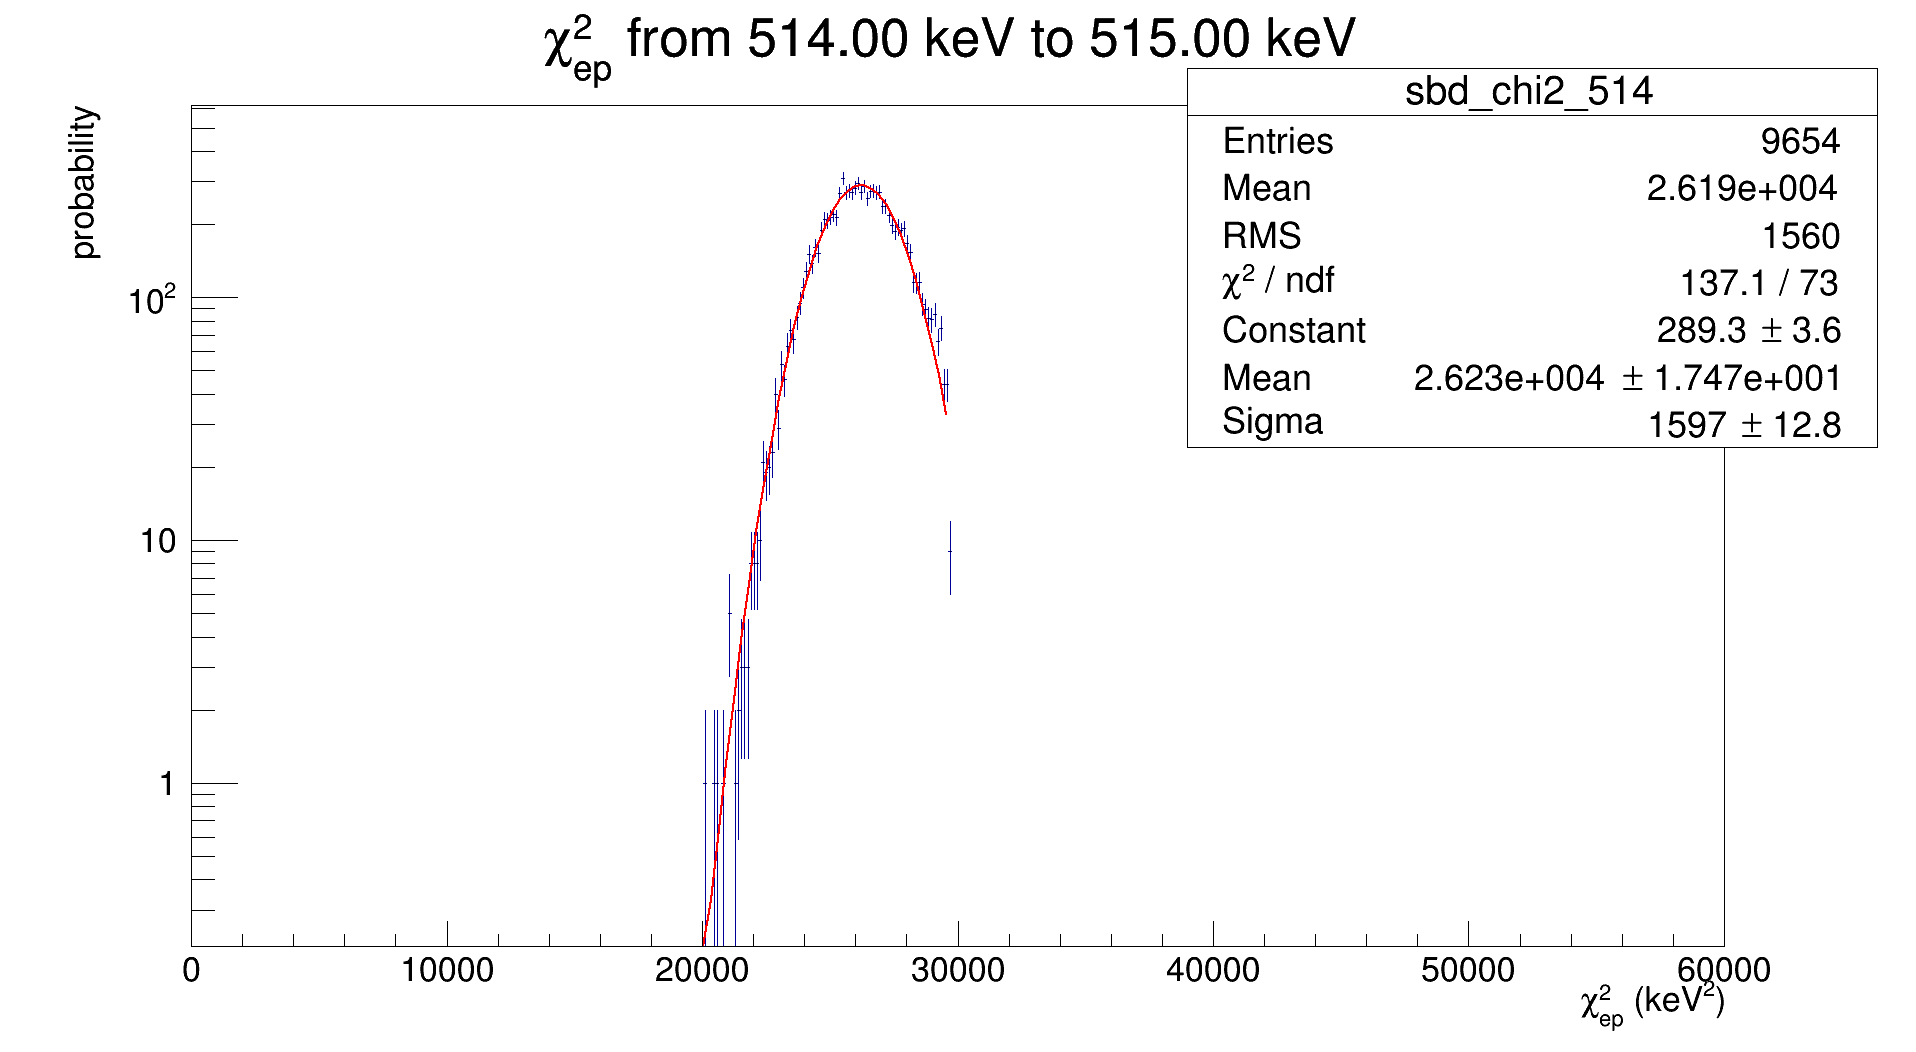 χ²ep from 514.00 keV to 515.00 keV
sbd_chi2_514
Entries 9654
Mean 2.619e+004
RMS 1560
χ² / ndf 137.1 / 73
Constant 289.3 ± 3.6
Mean 2.623e+004 ± 1.747e+001
Sigma 1597 ± 12.8
probability
10²
10
1
0 10000 20000 30000 40000 50000 60000
χ²ep (keV²)